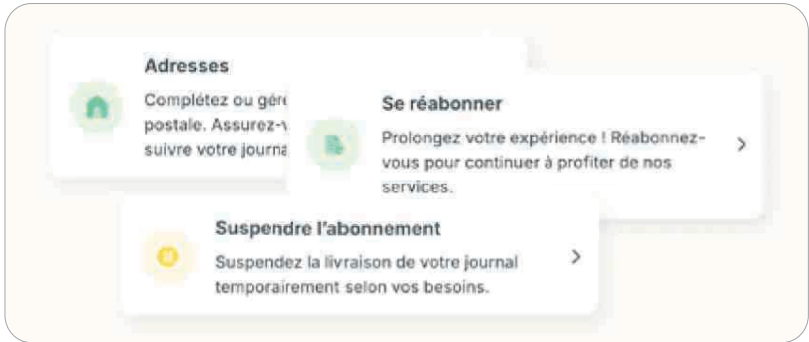 Adresses
Complétez ou gére
postale. Assurez-v
suivre votre journa
Se réabonner
Prolongez votre expérience ! Réabonnez-
vous pour continuer à profiter de nos
services.
Suspendre l'abonnement
Suspendez la livraison de votre journal
temporairement selon vos besoins.